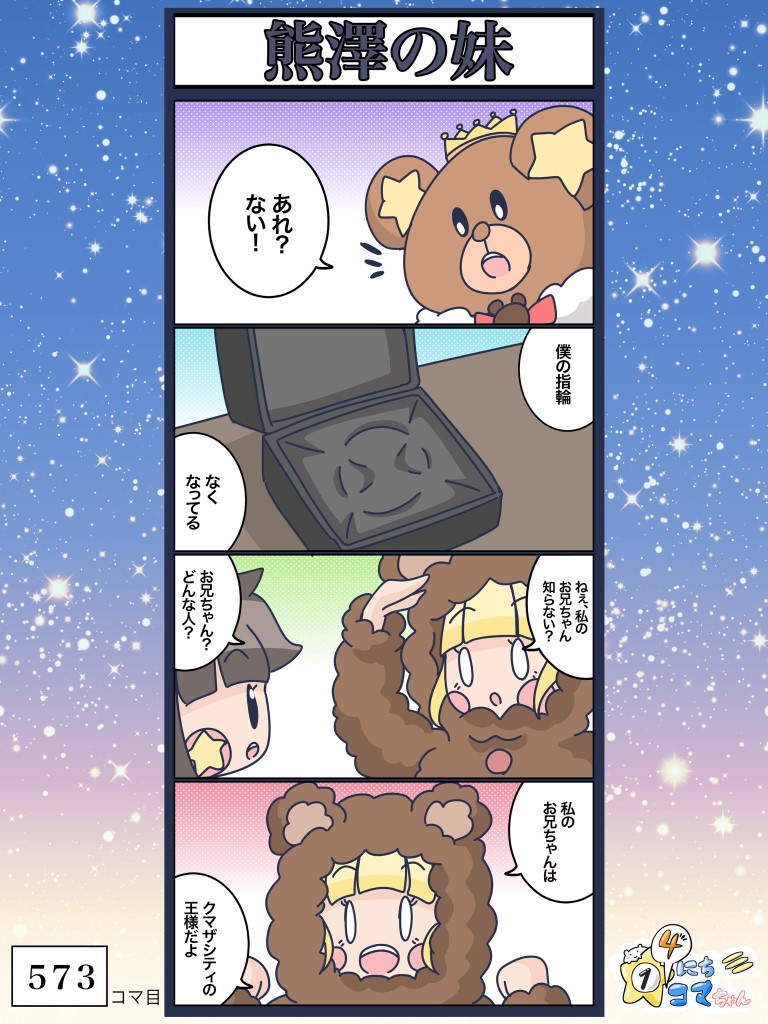 熊澤の妹
あれ？
ない！
僕の指輪
なく
なってる
ねぇ、私の
お兄ちゃん
知らない？
お兄ちゃん？
どんな人？
私の
お兄ちゃんは
クマザシティの
王様だよ
573
コマ目
1
にち
4
コマ
ちゃん